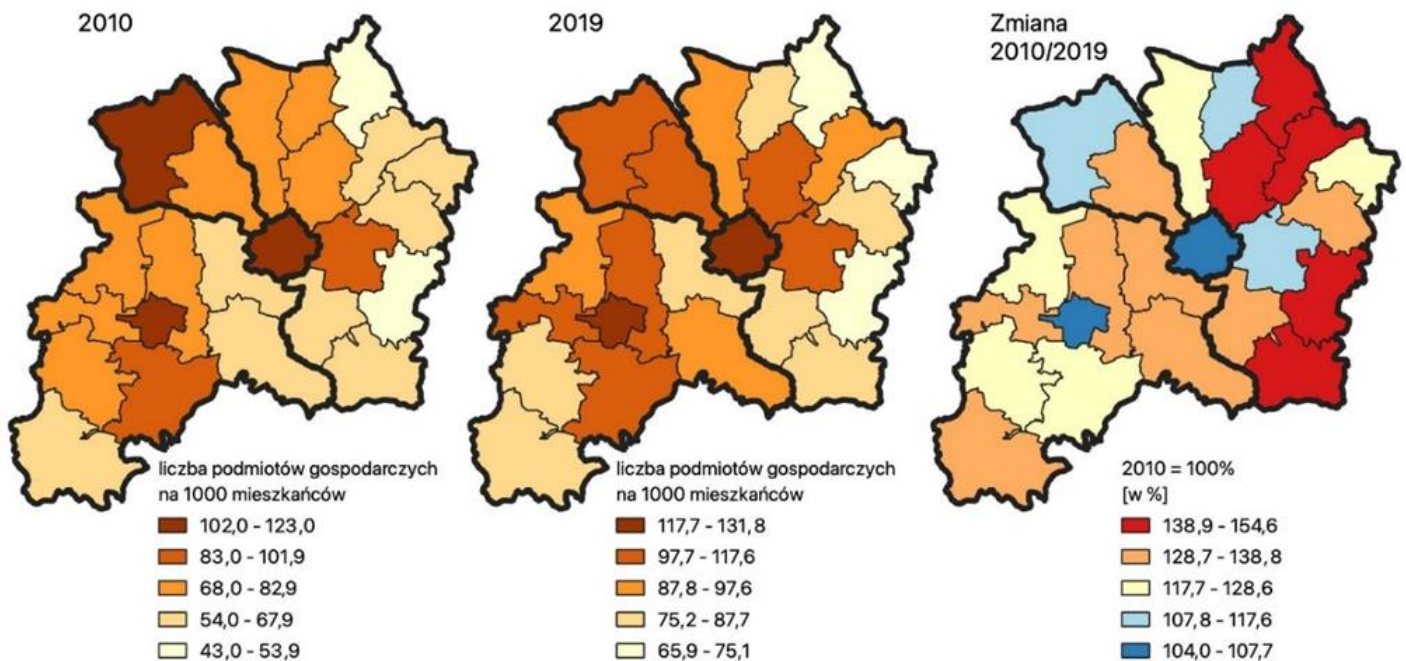 2010
liczba podmiotów gospodarczych
na 1000 mieszkańców
102,0 - 123,0
83,0 - 101,9
68,0 - 82,9
54,0 - 67,9
43,0 - 53,9
2019
liczba podmiotów gospodarczych
na 1000 mieszkańców
117,7 - 131,8
97,7 - 117,6
87,8 - 97,6
75,2 - 87,7
65,9 - 75,1
Zmiana
2010/2019
2010 = 100%
[w %]
138,9 - 154,6
128,7 - 138,8
117,7 - 128,6
107,8 - 117,6
104,0 - 107,7